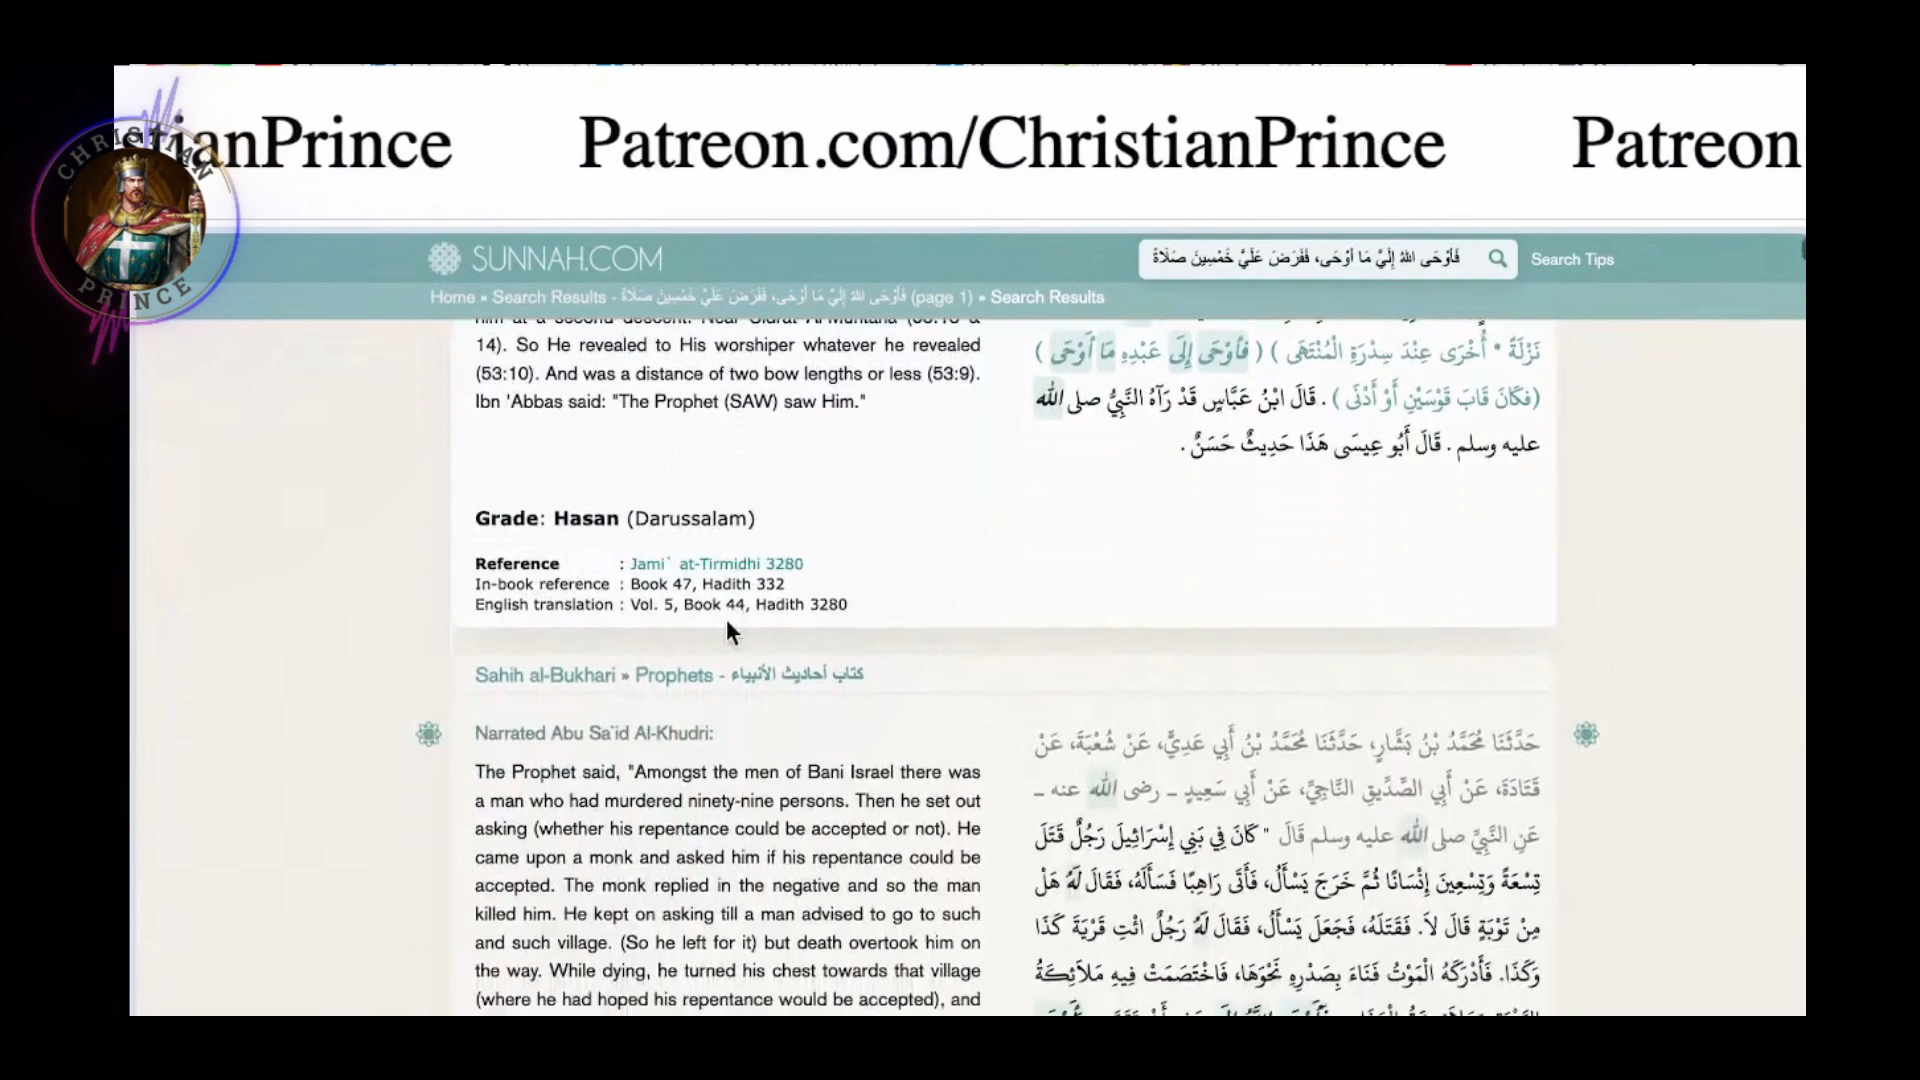 ianPrince Patreon.com/ChristianPrince Patreon
CHRISTIAN
PRINCE
SUNNAH.COM
فَأَوْحَى اللهُ إِلَيَّ مَا أَوْحَى، فَفَرَضَ عَلَيَّ خَمْسِينَ صَلَاةً
Search Tips
Home » Search Results - فَأَوْحَى اللهُ إِلَيَّ مَا أَوْحَى، فَفَرَضَ عَلَيَّ خَمْسِينَ صَلَاةً (page 1) » Search Results
14). So He revealed to His worshiper whatever he revealed
(53:10). And was a distance of two bow lengths or less (53:9).
Ibn 'Abbas said: "The Prophet (SAW) saw Him."
نَزْلَةً * أُخْرَى عِنْدَ سِدْرَةِ الْمُنْتَهَى ) ( فأَوْحَى إِلَى عَبْدِهِ مَا أَوْحَى )
(فكَانَ قَابَ قَوْسَيْنِ أَوْ أَدْنَى ) . قَالَ ابْنُ عَبَّاسٍ قَدْ رَآهُ النَّبِيُّ صلى الله
عليه وسلم . قَالَ أَبُو عِيسَى هَذَا حَدِيثٌ حَسَنٌ .
Grade: Hasan (Darussalam)
Reference : Jami` at-Tirmidhi 3280
In-book reference : Book 47, Hadith 332
English translation : Vol. 5, Book 44, Hadith 3280
Sahih al-Bukhari » Prophets - كتاب أحاديث الأنبياء
Narrated Abu Sa`id Al-Khudri:
The Prophet said, "Amongst the men of Bani Israel there was
a man who had murdered ninety-nine persons. Then he set out
asking (whether his repentance could be accepted or not). He
came upon a monk and asked him if his repentance could be
accepted. The monk replied in the negative and so the man
killed him. He kept on asking till a man advised to go to such
and such village. (So he left for it) but death overtook him on
the way. While dying, he turned his chest towards that village
(where he had hoped his repentance would be accepted), and
حَدَّثَنَا مُحَمَّدُ بْنُ بَشَّارٍ، حَدَّثَنَا مُحَمَّدُ بْنُ أَبِي عَدِيٍّ، عَنْ شُعْبَةَ، عَنْ
قَتَادَةَ، عَنْ أَبِي الصِّدِّيقِ النَّاجِيِّ، عَنْ أَبِي سَعِيدٍ ـ رضى الله عنه ـ
عَنِ النَّبِيِّ صلى الله عليه وسلم قَالَ " كَانَ فِي بَنِي إِسْرَائِيلَ رَجُلٌ قَتَلَ
تِسْعَةً وَتِسْعِينَ إِنْسَانًا ثُمَّ خَرَجَ يَسْأَلُ، فَأَتَى رَاهِبًا فَسَأَلَهُ، فَقَالَ لَهُ هَلْ
مِنْ تَوْبَةٍ قَالَ لاَ. فَقَتَلَهُ، فَجَعَلَ يَسْأَلُ، فَقَالَ لَهُ رَجُلٌ ائْتِ قَرْيَةَ كَذَا
وَكَذَا. فَأَدْرَكَهُ الْمَوْتُ فَنَاءَ بِصَدْرِهِ نَحْوَهَا، فَاخْتَصَمَتْ فِيهِ مَلاَئِكَةُ